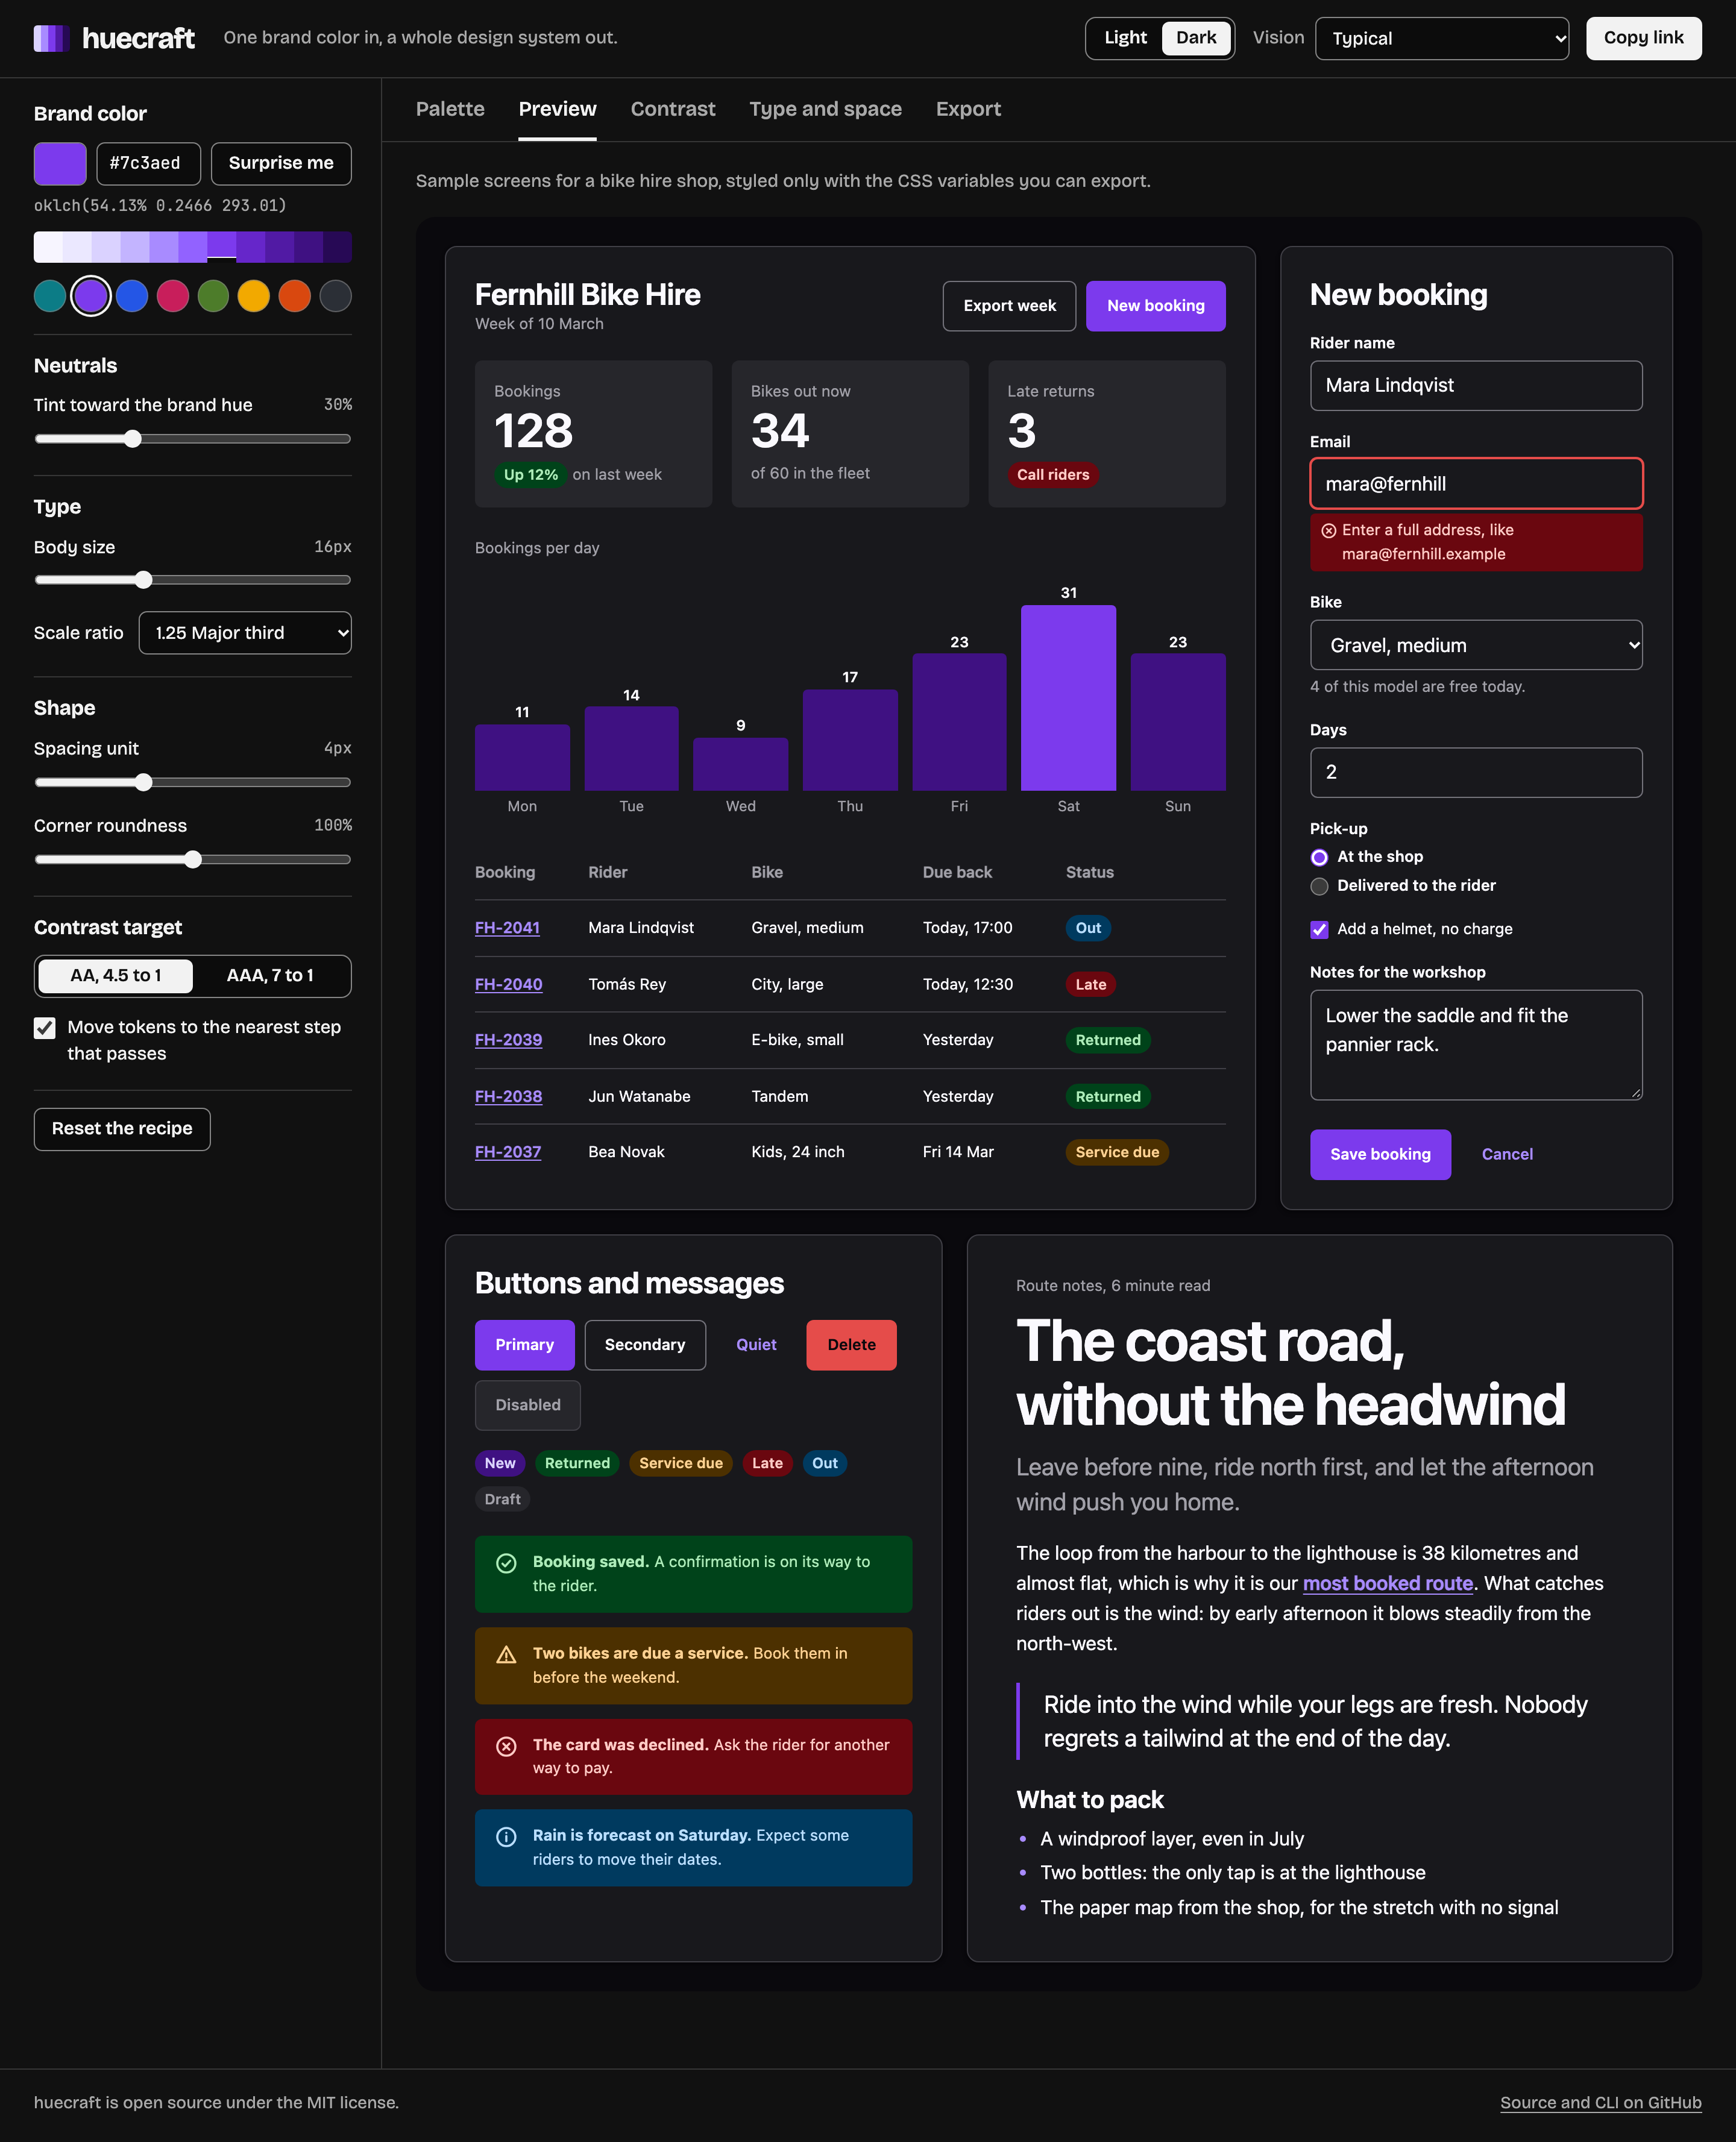 huecraft
One brand color in, a whole design system out.
Light
Dark
Vision
Typical
Copy link
Brand color
#7c3aed
Surprise me
oklch(54.13% 0.2466 293.01)
Neutrals
Tint toward the brand hue
30%
Type
Body size
16px
Scale ratio
1.25 Major third
Shape
Spacing unit
4px
Corner roundness
100%
Contrast target
AA, 4.5 to 1
AAA, 7 to 1
Move tokens to the nearest step
that passes
Reset the recipe
Palette
Preview
Contrast
Type and space
Export
Sample screens for a bike hire shop, styled only with the CSS variables you can export.
Fernhill Bike Hire
Week of 10 March
Export week
New booking
Bookings
128
Up 12% on last week
Bikes out now
34
of 60 in the fleet
Late returns
3
Call riders
Bookings per day
11
14
9
17
23
31
23
Mon
Tue
Wed
Thu
Fri
Sat
Sun
Booking Rider Bike Due back Status
FH-2041 Mara Lindqvist Gravel, medium Today, 17:00 Out
FH-2040 Tomás Rey City, large Today, 12:30 Late
FH-2039 Ines Okoro E-bike, small Yesterday Returned
FH-2038 Jun Watanabe Tandem Yesterday Returned
FH-2037 Bea Novak Kids, 24 inch Fri 14 Mar Service due
New booking
Rider name
Mara Lindqvist
Email
mara@fernhill
Enter a full address, like
mara@fernhill.example
Bike
Gravel, medium
4 of this model are free today.
Days
2
Pick-up
At the shop
Delivered to the rider
Add a helmet, no charge
Notes for the workshop
Lower the saddle and fit the
pannier rack.
Save booking
Cancel
Buttons and messages
Primary
Secondary
Quiet
Delete
Disabled
New
Returned
Service due
Late
Out
Draft
Booking saved. A confirmation is on its way to
the rider.
Two bikes are due a service. Book them in
before the weekend.
The card was declined. Ask the rider for another
way to pay.
Rain is forecast on Saturday. Expect some
riders to move their dates.
Route notes, 6 minute read
The coast road,
without the headwind
Leave before nine, ride north first, and let the afternoon
wind push you home.
The loop from the harbour to the lighthouse is 38 kilometres and
almost flat, which is why it is our most booked route. What catches
riders out is the wind: by early afternoon it blows steadily from the
north-west.
Ride into the wind while your legs are fresh. Nobody
regrets a tailwind at the end of the day.
What to pack
• A windproof layer, even in July
• Two bottles: the only tap is at the lighthouse
• The paper map from the shop, for the stretch with no signal
huecraft is open source under the MIT license.
Source and CLI on GitHub